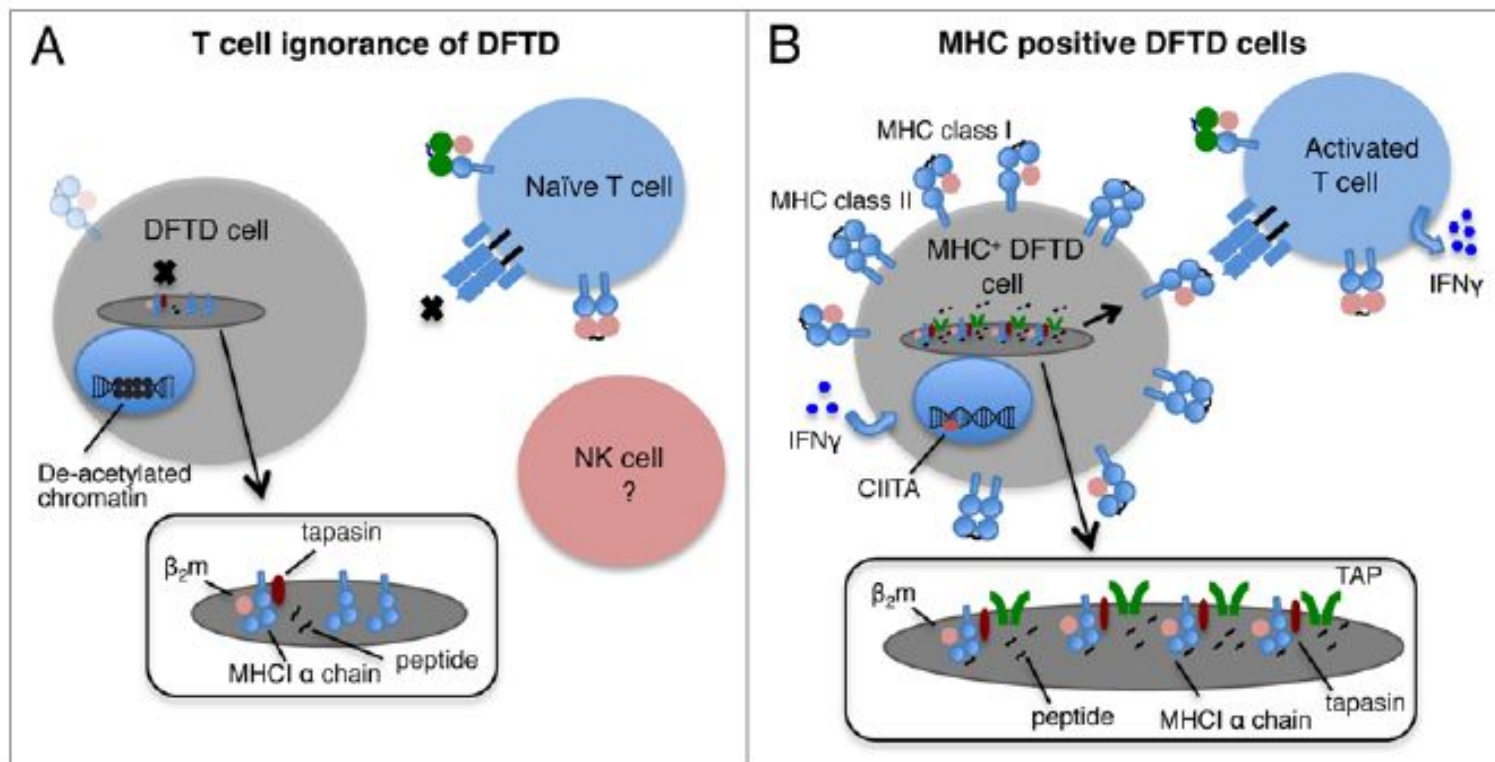 A
T cell ignorance of DFTD
DFTD cell
Naïve T cell
De-acetylated
chromatin
NK cell
?
tapasin
β₂m
peptide
MHCI α chain
B
MHC positive DFTD cells
MHC class I
MHC class II
Activated
T cell
MHC⁺ DFTD
cell
IFNγ
IFNγ
CIITA
TAP
β₂m
tapasin
peptide
MHCI α chain